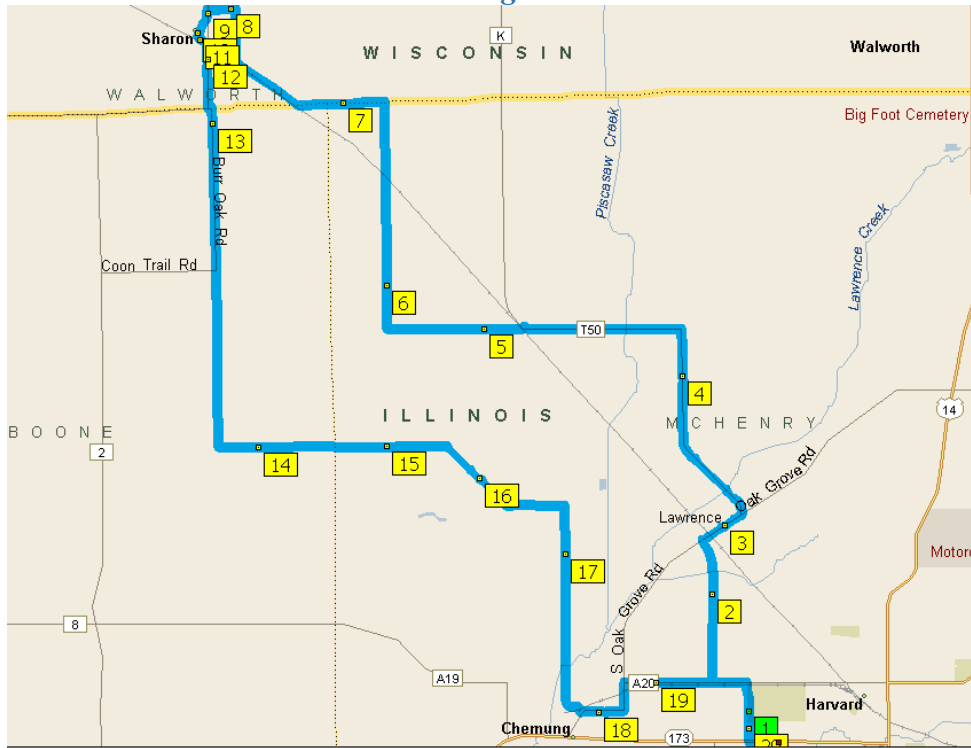 8
9
Sharon
K
11
12
WISCONSIN
Walworth
WALWORTH
7
Big Foot Cemetery
13
Piscasaw Creek
Burr Oak Rd
Lawrence Creek
Coon Trail Rd
6
5
T50
4
ILLINOIS
MCHENRY
14
BOONE
2
14
15
16
Oak Grove Rd
Lawrence
3
17
Motor
S Oak Grove Rd
2
8
A19
A20
19
Harvard
18
1
Chemung
173